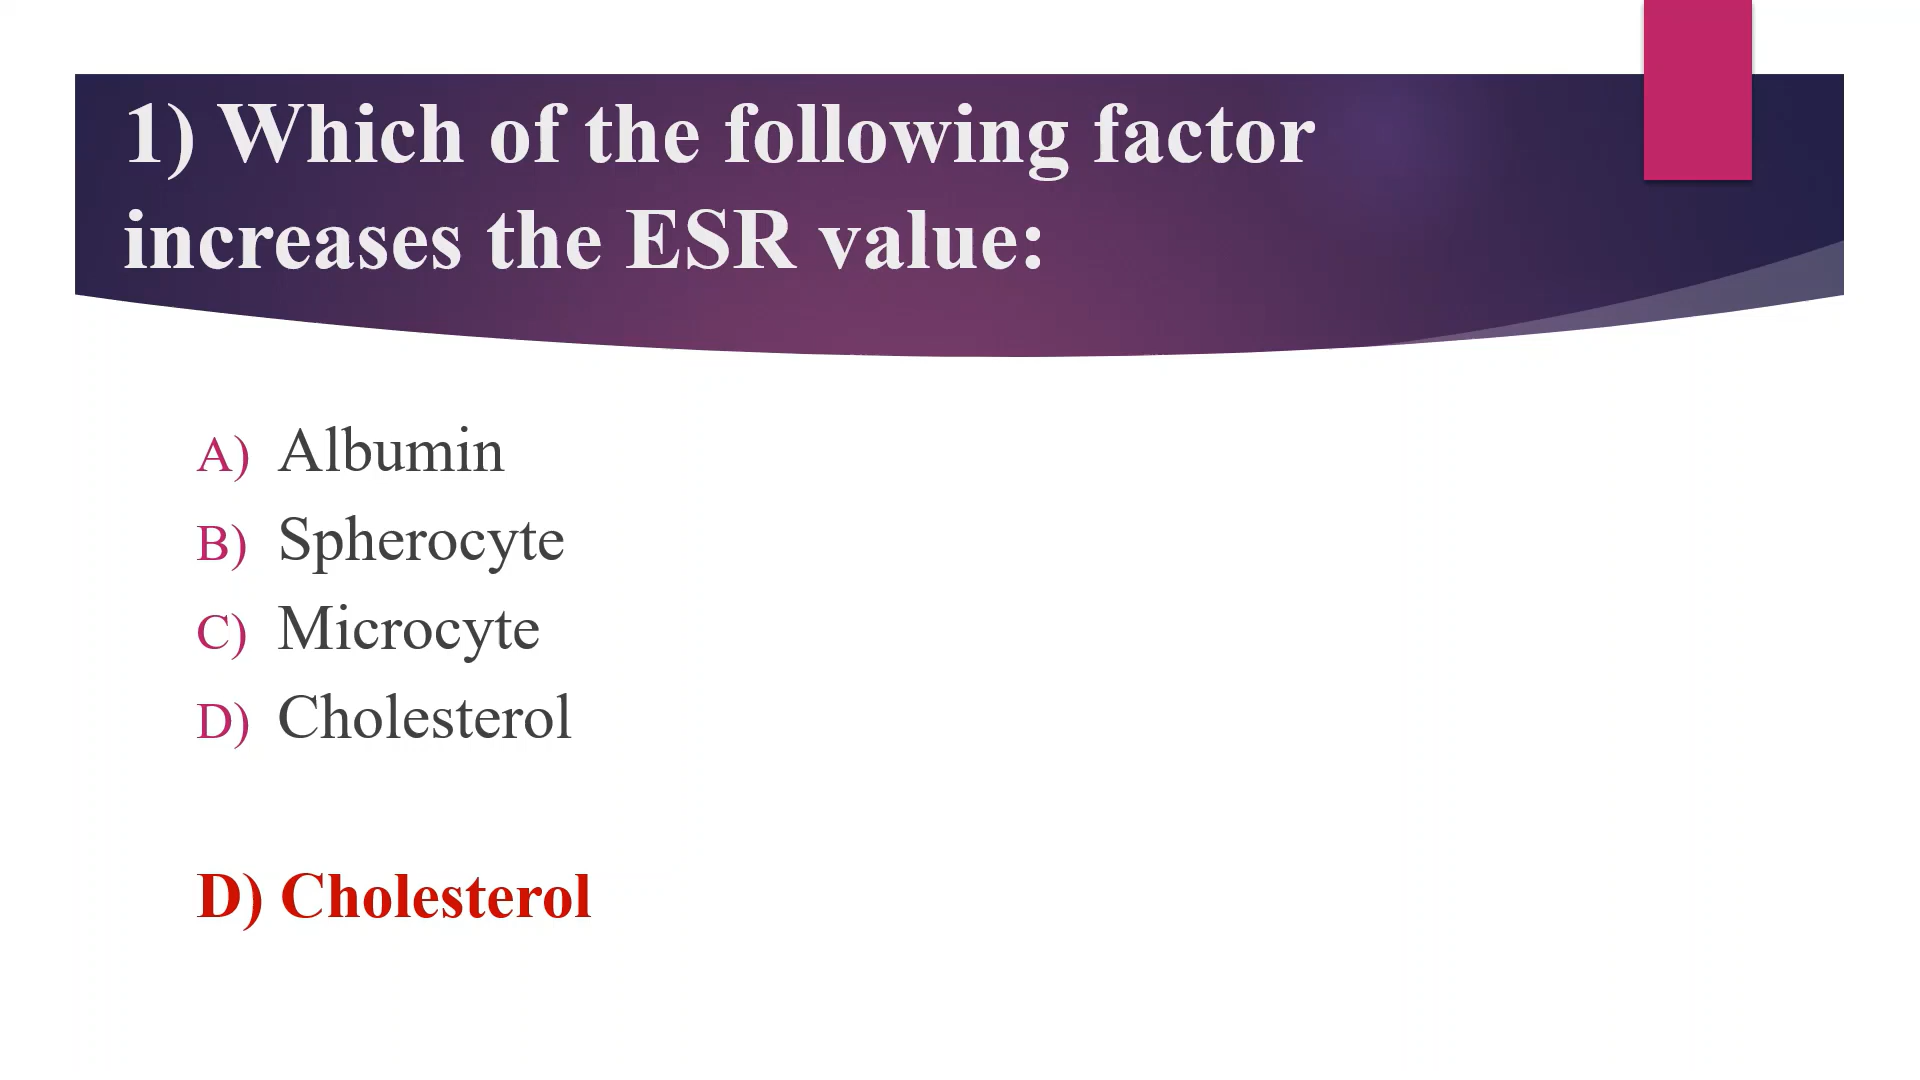 1) Which of the following factor
increases the ESR value:
A) Albumin
B) Spherocyte
C) Microcyte
D) Cholesterol
D) Cholesterol